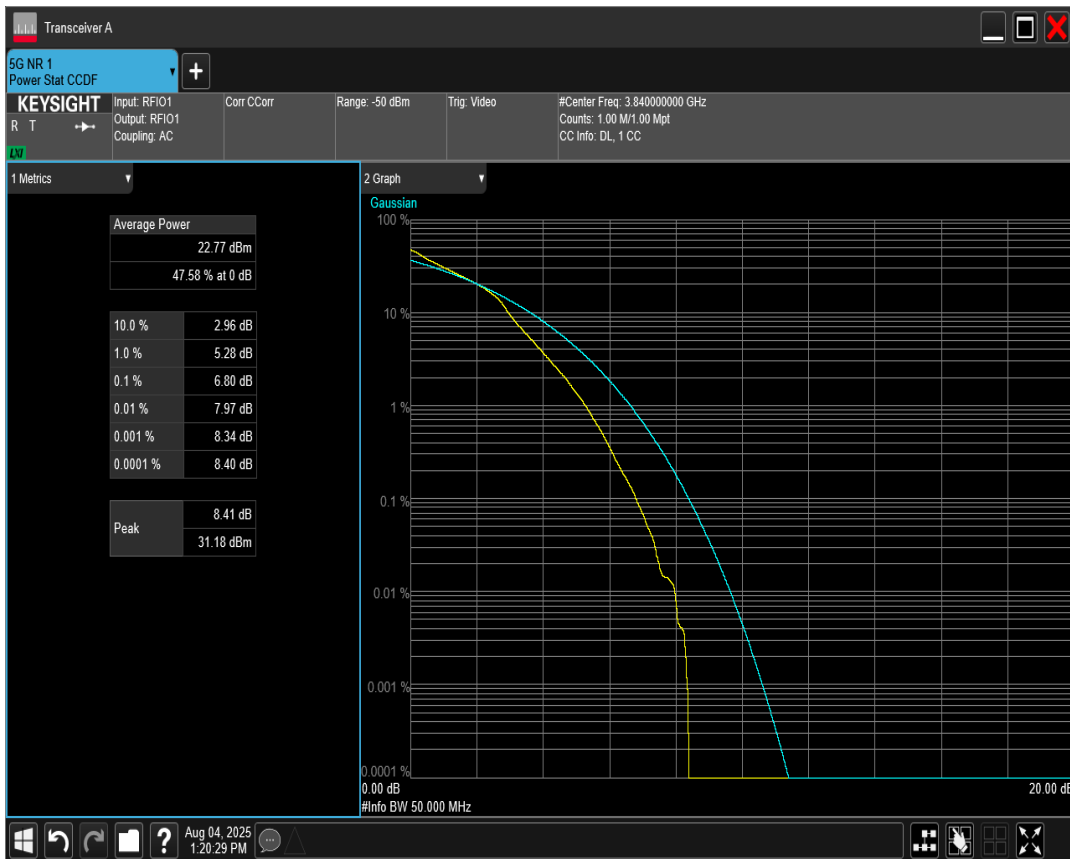 Transceiver A
5G NR 1
Power Stat CCDF
KEYSIGHT
R T
LXI
Input: RFIO1
Output: RFIO1
Coupling: AC
Corr CCorr
Range: -50 dBm
Trig: Video
#Center Freq: 3.840000000 GHz
Counts: 1.00 M/1.00 Mpt
CC Info: DL, 1 CC
1 Metrics
Average Power
22.77 dBm
47.58 % at 0 dB
10.0 % 2.96 dB
1.0 % 5.28 dB
0.1 % 6.80 dB
0.01 % 7.97 dB
0.001 % 8.34 dB
0.0001 % 8.40 dB
Peak
8.41 dB
31.18 dBm
2 Graph
Gaussian
100 %
10 %
1 %
0.1 %
0.01 %
0.001 %
0.0001 %
0.00 dB
20.00 dB
#Info BW 50.000 MHz
?
Aug 04, 2025
1:20:29 PM